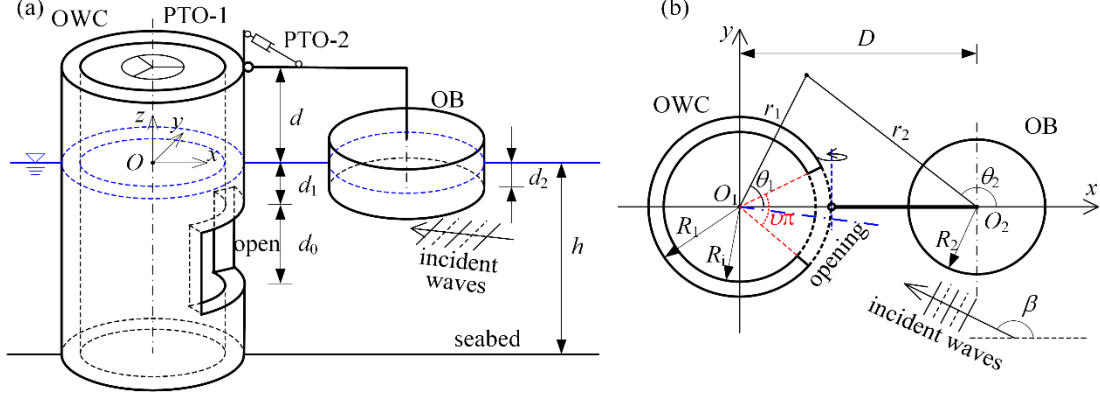 (a)
OWC
PTO-1
PTO-2
d
OB
z
y
O
x
d₁
d₂
open
d₀
h
incident
waves
seabed
(b)
y
D
OWC
r₁
r₂
OB
θ₁
θ₂
O₁
O₂
x
υπ
R₁
Rᵢ
R₂
opening
incident waves
β